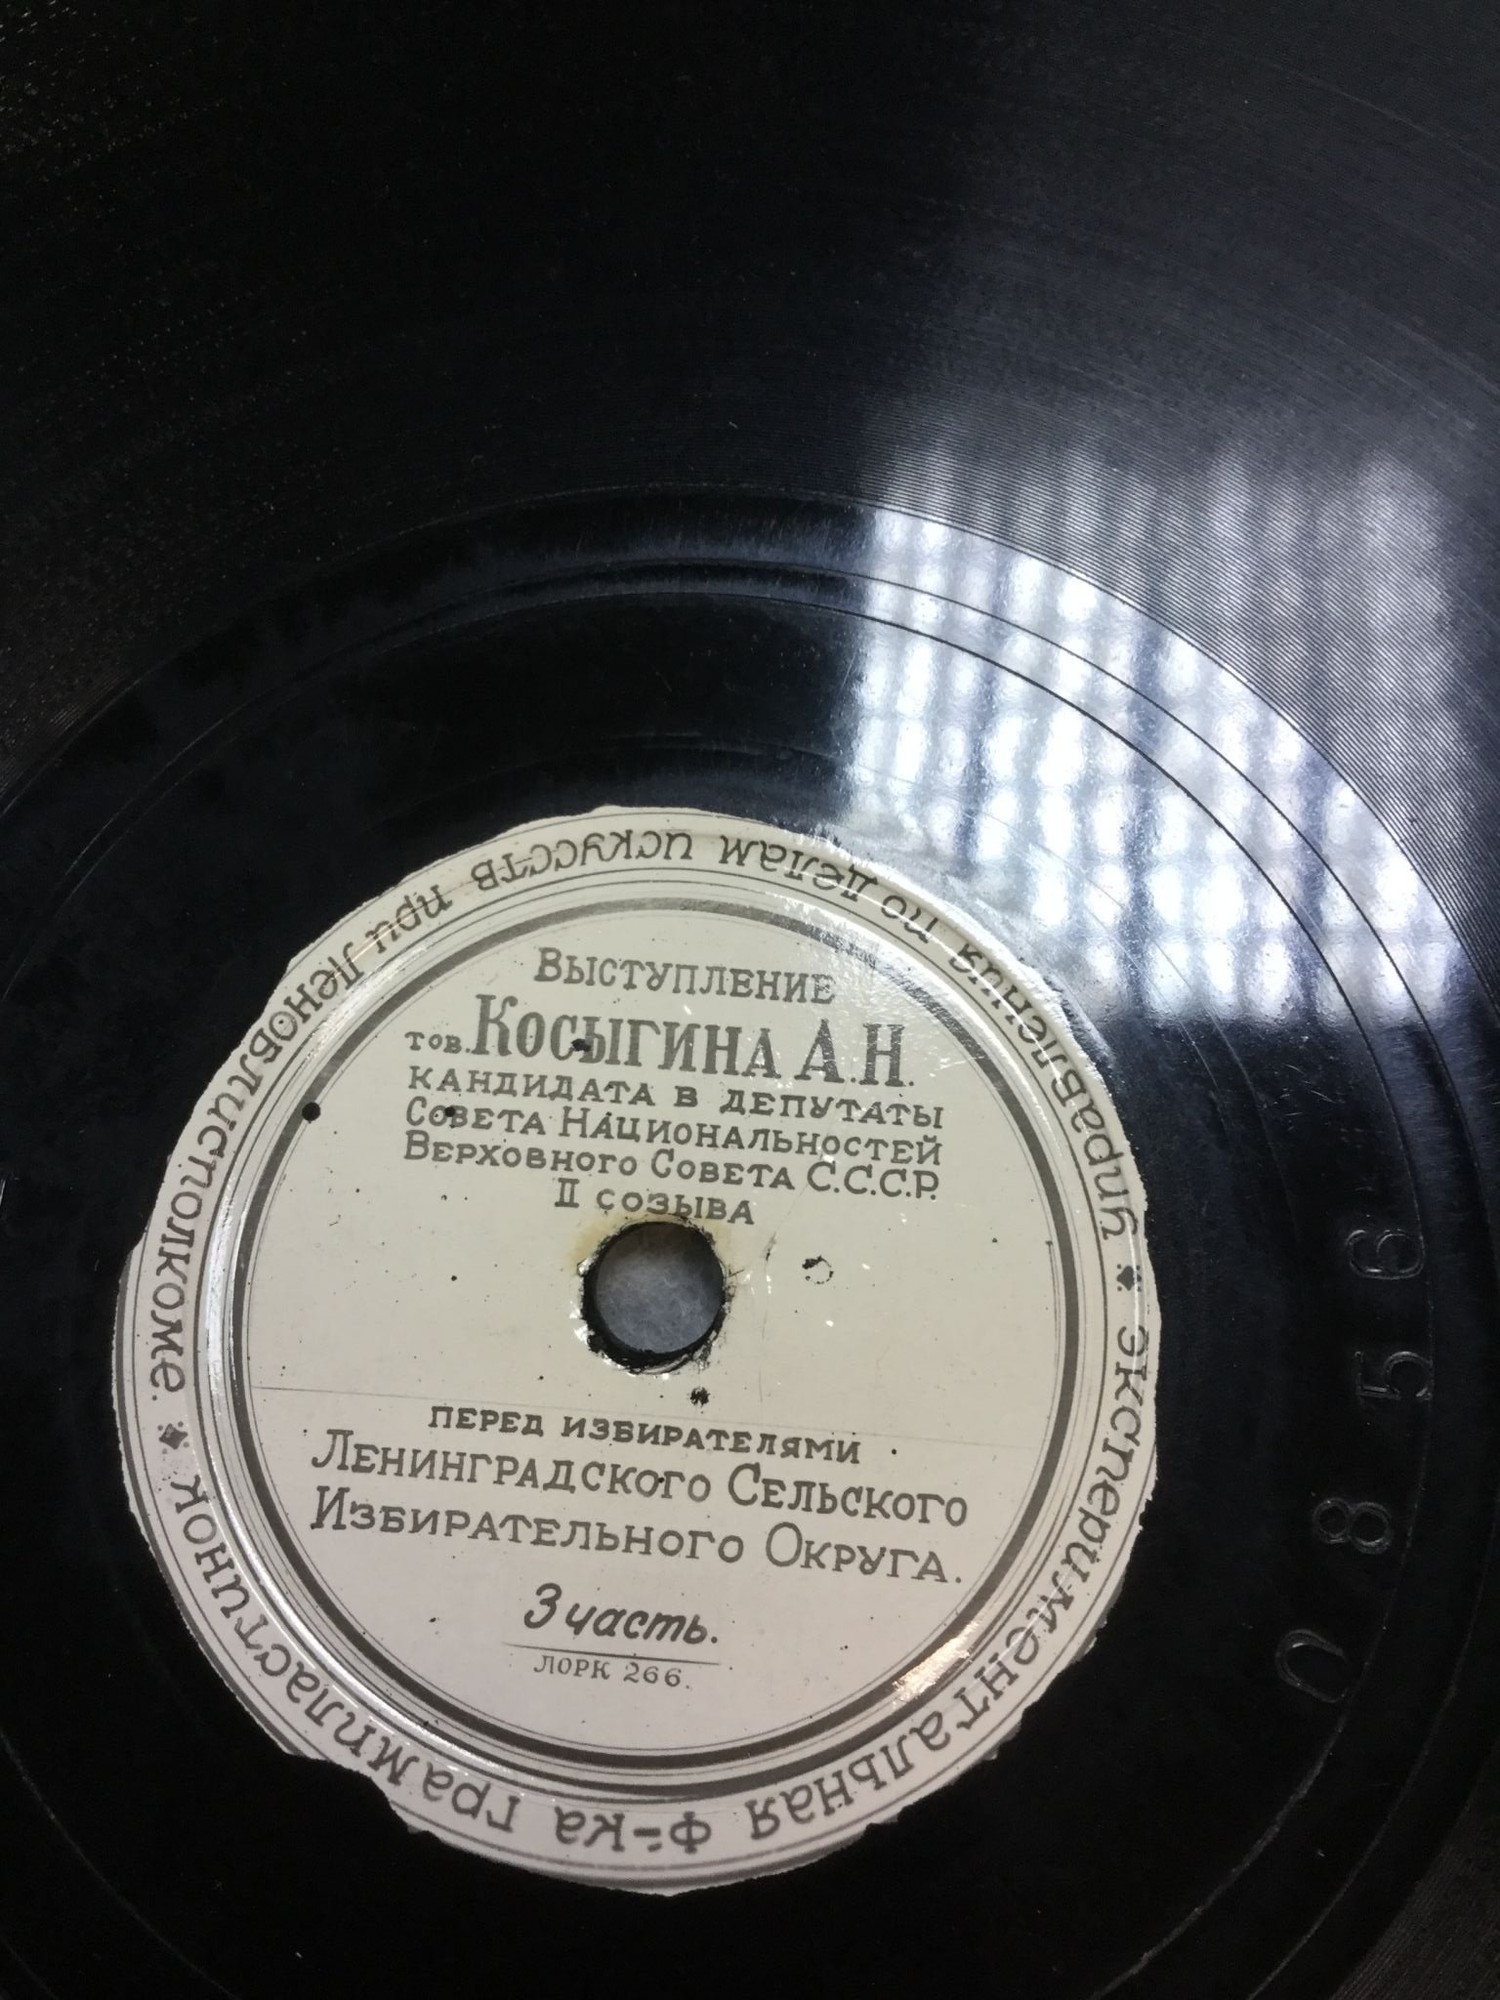 Выступление
тов. Косыгина А.Н.
кандидата в депутаты
Совета Национальностей
Верховного Совета С.С.С.Р.
II созыва
перед избирателями
Ленинградского Сельского
Избирательного Округа.
3 часть.
ЛОРК 266.
Экспериментальная ф-ка грампластинок
управления по делам искусств при Леноблисполкоме.
0856